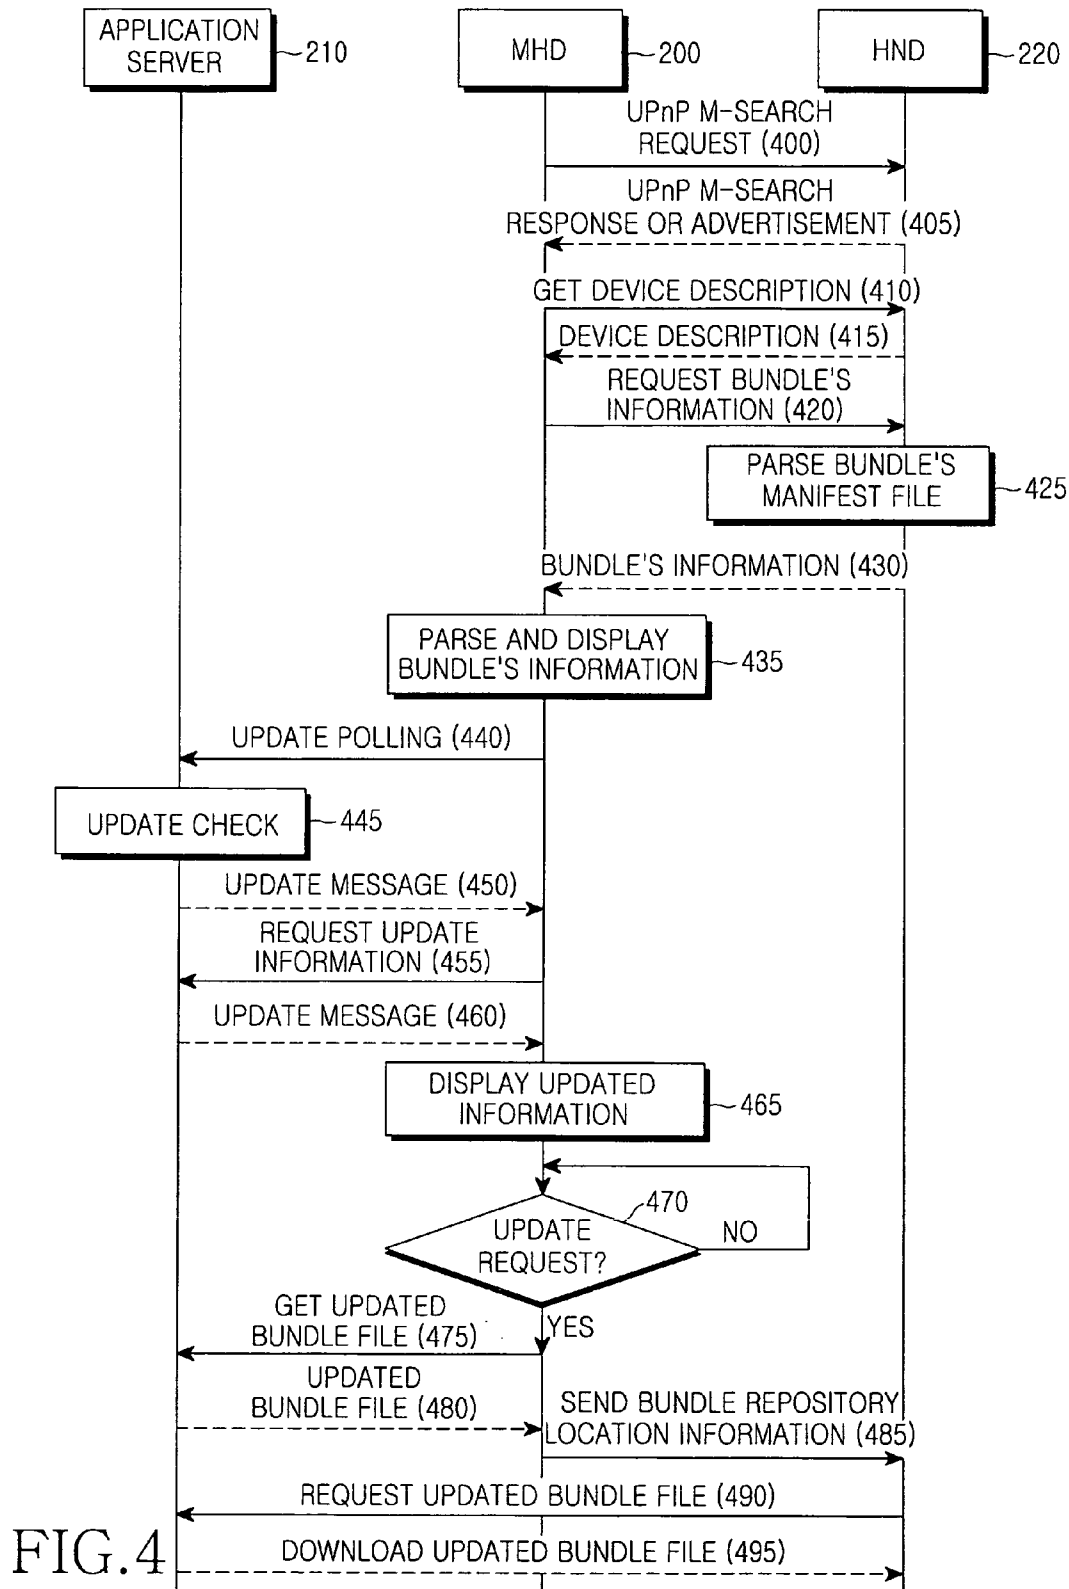 APPLICATION
SERVER
210
MHD
200
HND
220
UPnP M-SEARCH
REQUEST (400)
UPnP M-SEARCH
RESPONSE OR ADVERTISEMENT (405)
GET DEVICE DESCRIPTION (410)
DEVICE DESCRIPTION (415)
REQUEST BUNDLE'S
INFORMATION (420)
PARSE BUNDLE'S
MANIFEST FILE
425
BUNDLE'S INFORMATION (430)
PARSE AND DISPLAY
BUNDLE'S INFORMATION
435
UPDATE POLLING (440)
UPDATE CHECK
445
UPDATE MESSAGE (450)
REQUEST UPDATE
INFORMATION (455)
UPDATE MESSAGE (460)
DISPLAY UPDATED
INFORMATION
465
470
UPDATE
REQUEST?
NO
YES
GET UPDATED
BUNDLE FILE (475)
UPDATED
BUNDLE FILE (480)
SEND BUNDLE REPOSITORY
LOCATION INFORMATION (485)
REQUEST UPDATED BUNDLE FILE (490)
DOWNLOAD UPDATED BUNDLE FILE (495)
FIG.4